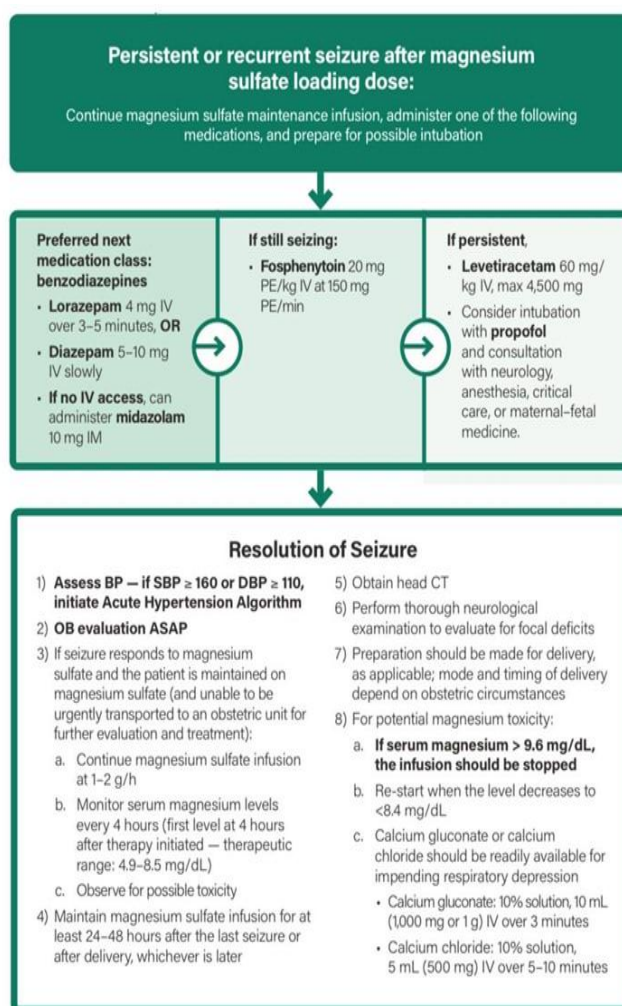 Persistent or recurrent seizure after magnesium
sulfate loading dose:
Continue magnesium sulfate maintenance infusion, administer one of the following
medications, and prepare for possible intubation
Preferred next
medication class:
benzodiazepines
• Lorazepam 4 mg IV
over 3–5 minutes, OR
• Diazepam 5–10 mg
IV slowly
• If no IV access, can
administer midazolam
10 mg IM
If still seizing:
• Fosphenytoin 20 mg
PE/kg IV at 150 mg
PE/min
If persistent,
• Levetiracetam 60 mg/
kg IV, max 4,500 mg
• Consider intubation
with propofol
and consultation
with neurology,
anesthesia, critical
care, or maternal–fetal
medicine.
Resolution of Seizure
1) Assess BP — if SBP ≥ 160 or DBP ≥ 110,
initiate Acute Hypertension Algorithm
2) OB evaluation ASAP
3) If seizure responds to magnesium
sulfate and the patient is maintained on
magnesium sulfate (and unable to be
urgently transported to an obstetric unit for
further evaluation and treatment):
a. Continue magnesium sulfate infusion
at 1–2 g/h
b. Monitor serum magnesium levels
every 4 hours (first level at 4 hours
after therapy initiated — therapeutic
range: 4.9–8.5 mg/dL)
c. Observe for possible toxicity
4) Maintain magnesium sulfate infusion for at
least 24–48 hours after the last seizure or
after delivery, whichever is later
5) Obtain head CT
6) Perform thorough neurological
examination to evaluate for focal deficits
7) Preparation should be made for delivery,
as applicable; mode and timing of delivery
depend on obstetric circumstances
8) For potential magnesium toxicity:
a. If serum magnesium > 9.6 mg/dL,
the infusion should be stopped
b. Re-start when the level decreases to
<8.4 mg/dL
c. Calcium gluconate or calcium
chloride should be readily available for
impending respiratory depression
• Calcium gluconate: 10% solution, 10 mL
(1,000 mg or 1 g) IV over 3 minutes
• Calcium chloride: 10% solution,
5 mL (500 mg) IV over 5–10 minutes